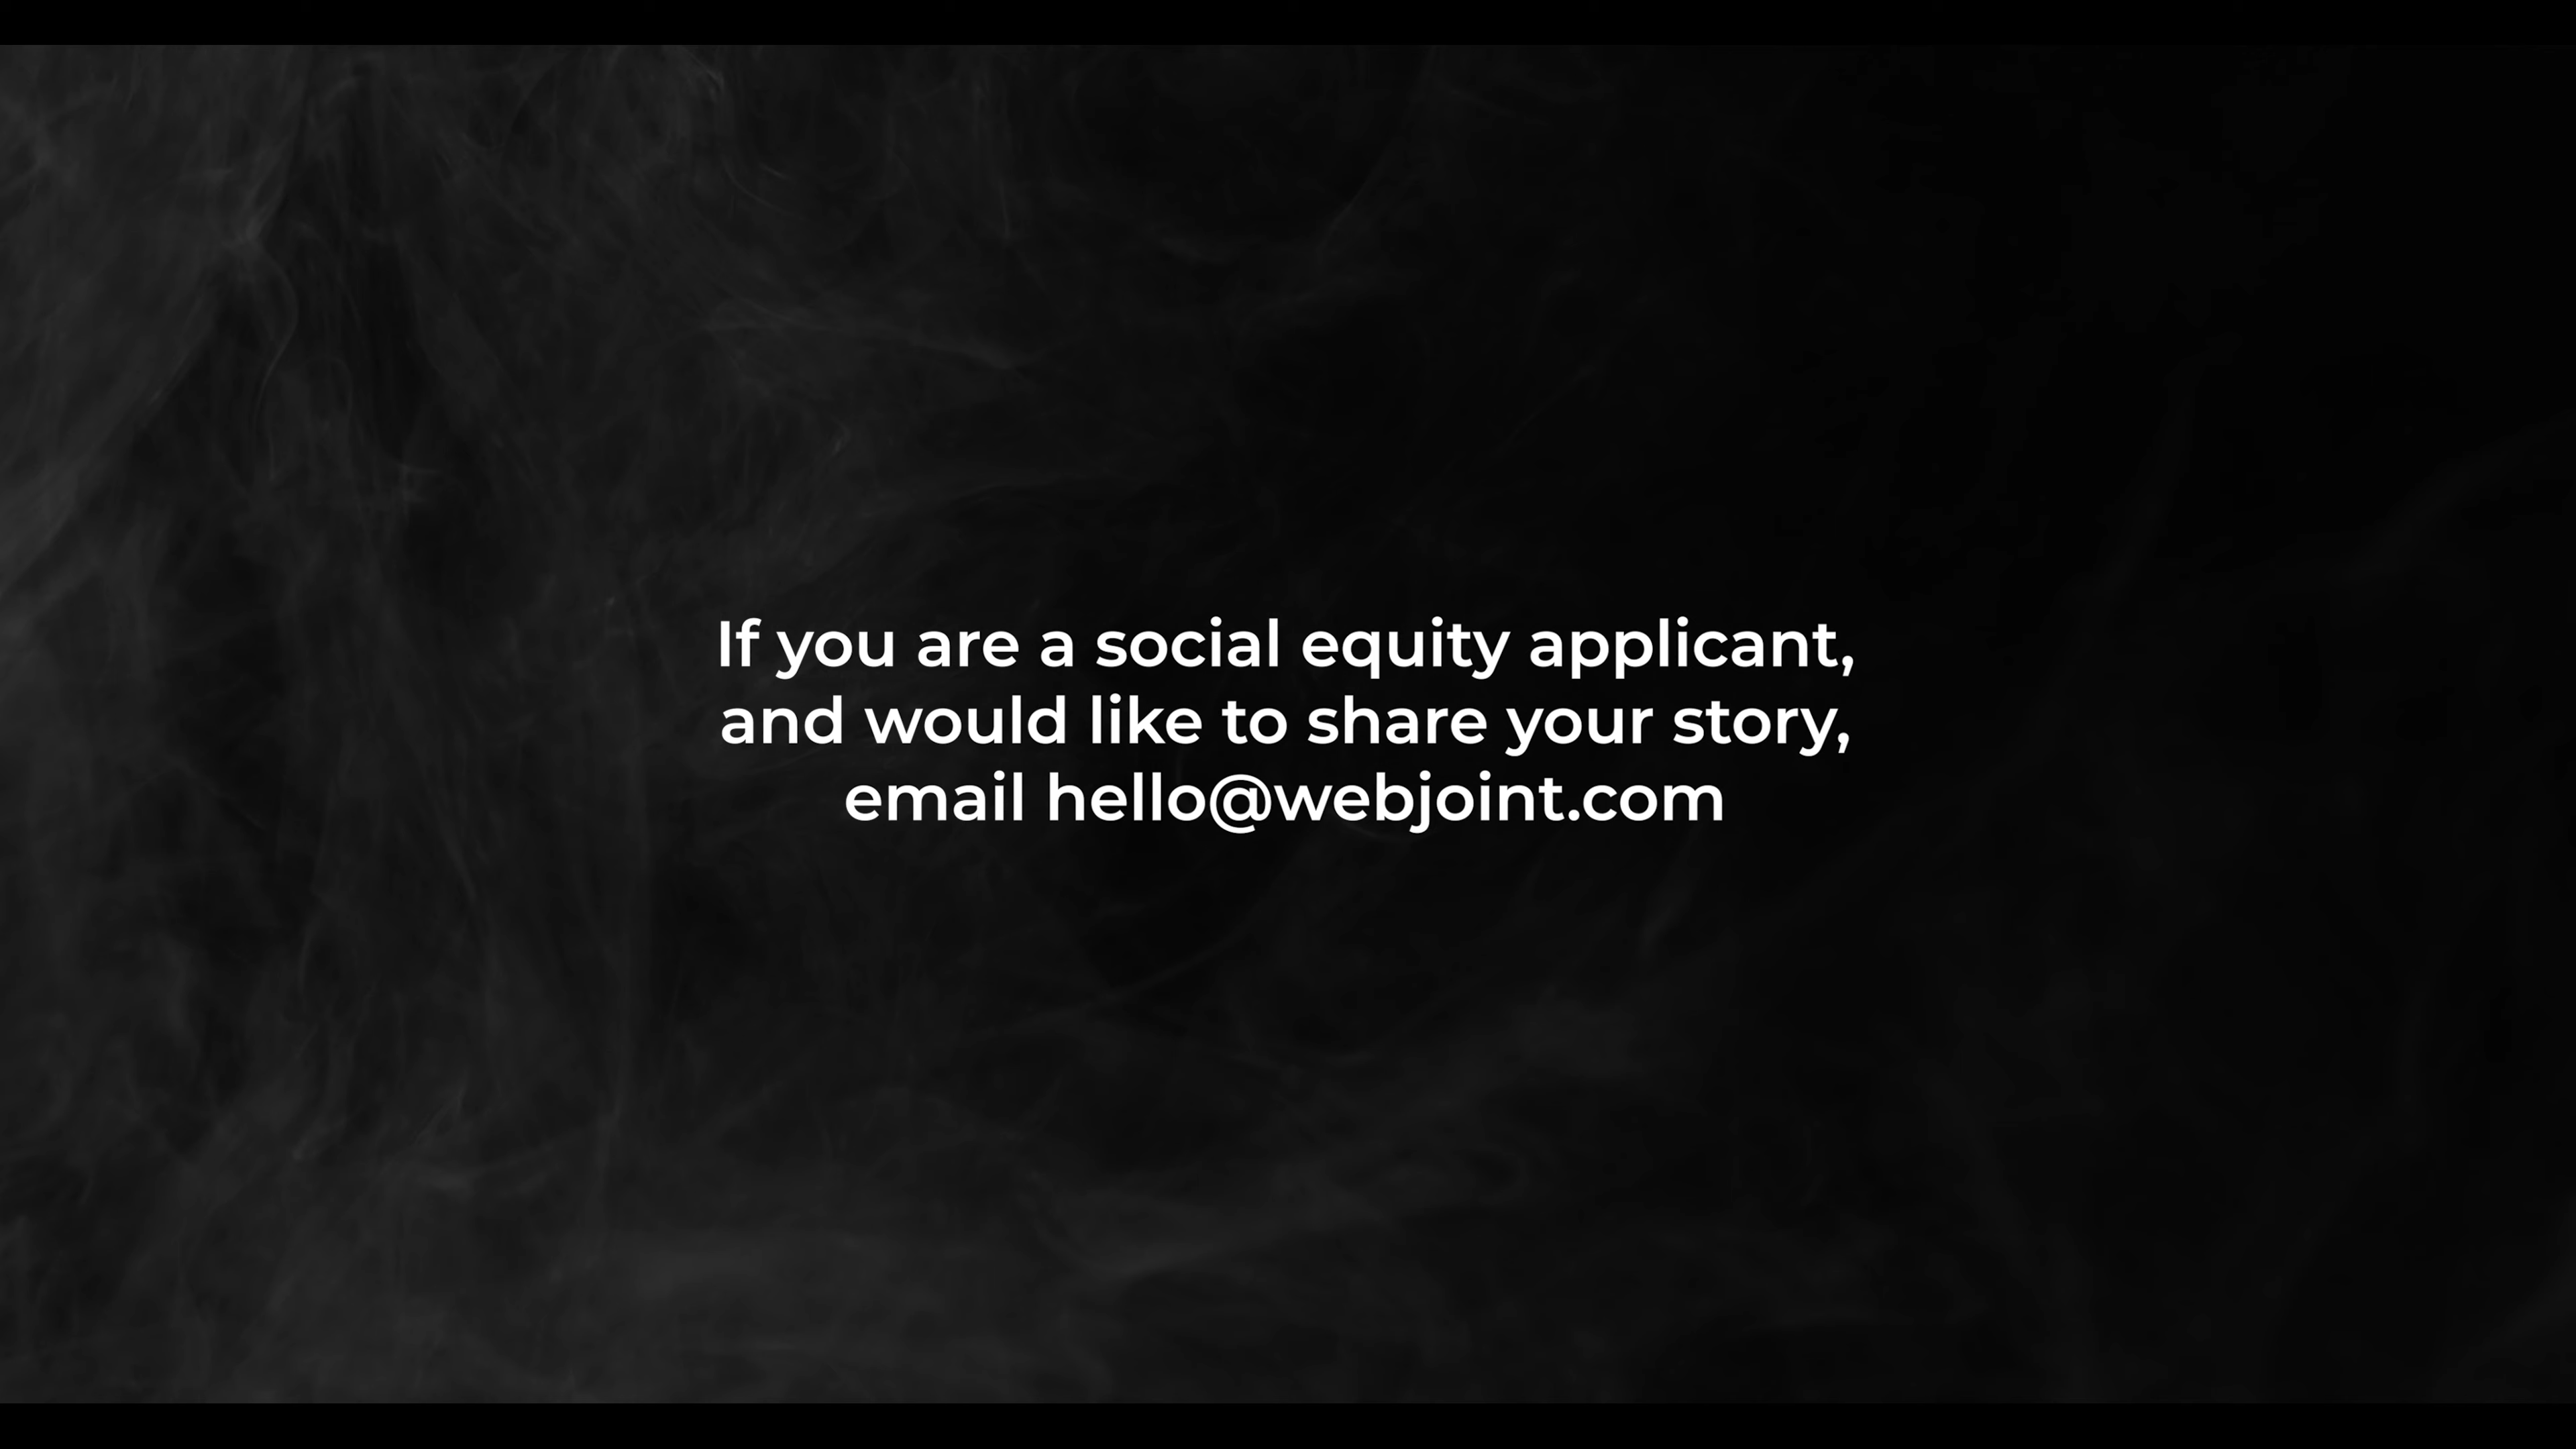 If you are a social equity applicant,
and would like to share your story,
email hello@webjoint.com